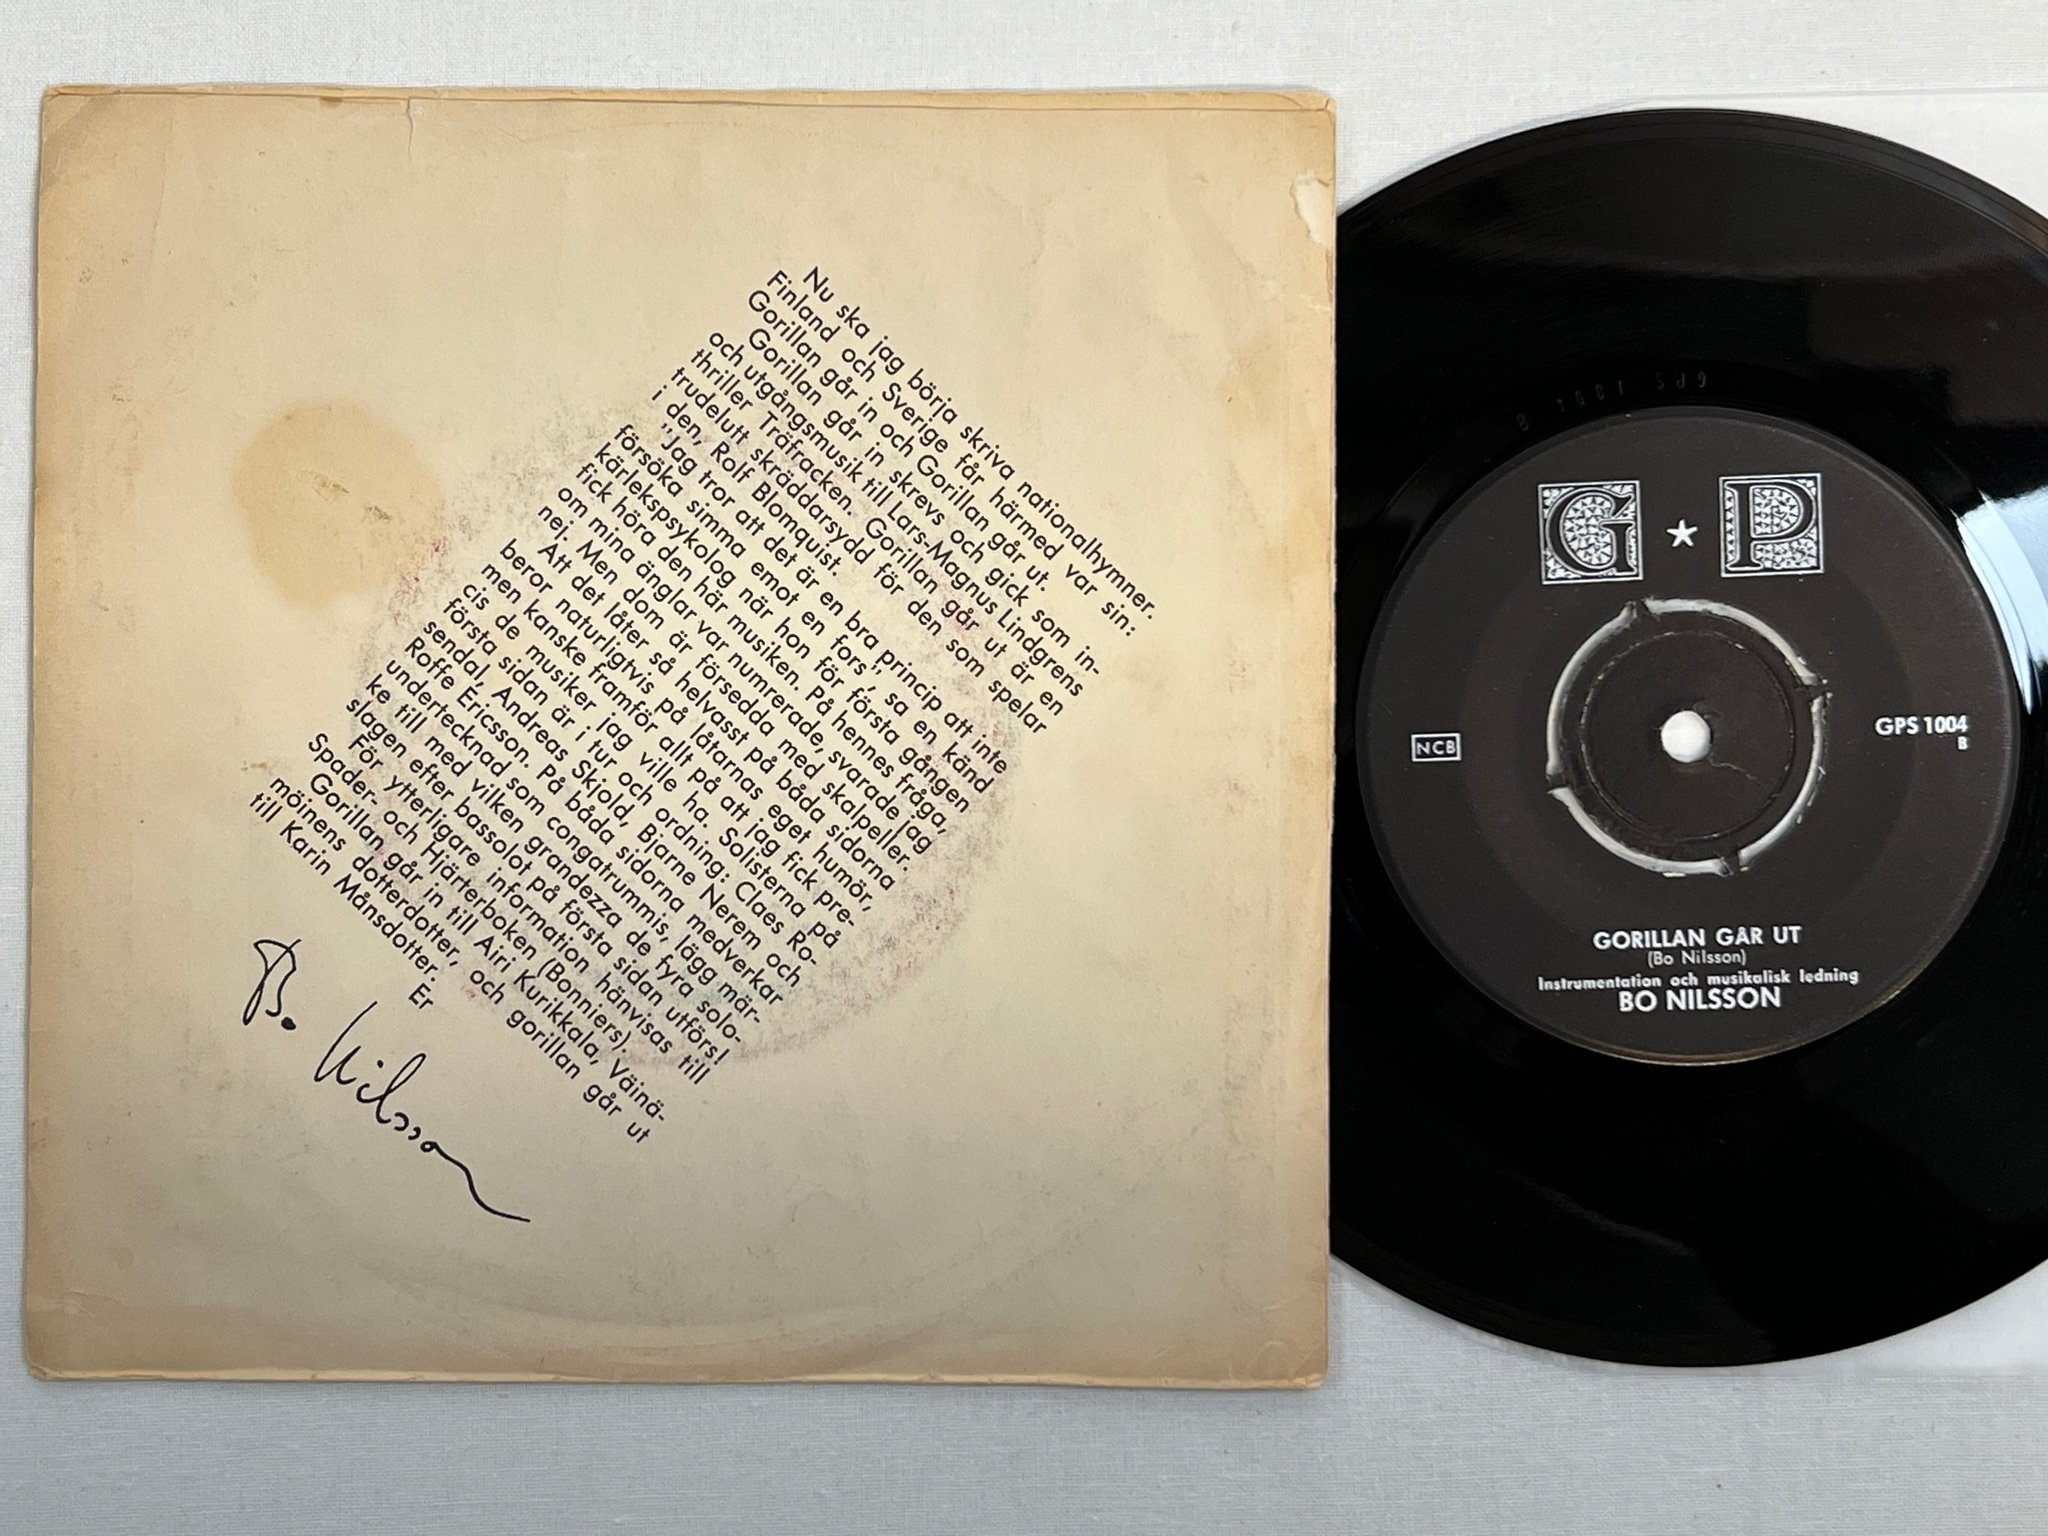 Nu ska jag börja skriva nationalhymner.
Finland och Sverige får härmed var sin:
Gorillan går in och Gorillan går ut.
Gorillan går in skrevs och gick som in-
och utgångsmusik till Lars-Magnus Lindgrens
thriller Träfracken. Gorillan går ut är en
trudelutt skräddarsydd för den som spelar
i den, Rolf Blomquist.
"Jag tror att det är en bra princip att inte
försöka simma emot en fors", sa en känd
kärlekspsykolog när hon för första gången
fick höra den här musiken. På hennes fråga,
om mina änglar var numrerade, svarade jag
nej. Men dom är försedda med skalpeller.
Att det låter så helvasst på båda sidorna
beror naturligtvis på låtarnas eget humör,
men kanske framför allt på att jag fick pre-
cis de musiker jag ville ha. Solisterna på
första sidan är i tur och ordning: Claes Ro-
sendal, Andreas Skjold, Bjarne Nerem och
Roffe Ericsson. På båda sidorna medverkar
undertecknad som congatrummis, lägg mär-
ke till med vilken grandezza de fyra solo-
slagen efter bassolot på första sidan utförs!
För ytterligare information hänvisas till
Spader- och Hjärterboken (Bonniers).
Gorillan går in till Airi Kurikkala, Väinä-
möinens dotterdotter, och gorillan går ut
till Karin Månsdotter. Er
B. Nilsson
G ★ P
GPS 1004 B
NCB
GPS 1004
B
GORILLAN GÅR UT
(Bo Nilsson)
Instrumentation och musikalisk ledning
BO NILSSON